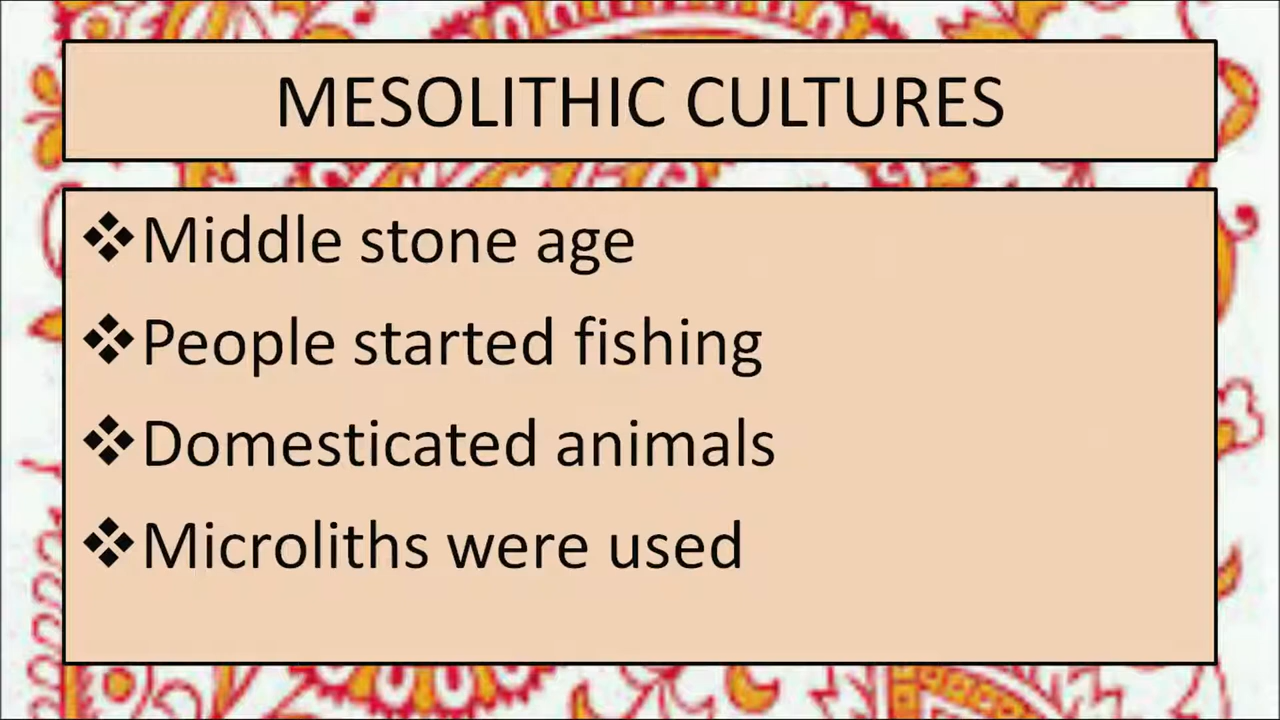 MESOLITHIC CULTURES
❖Middle stone age
❖People started fishing
❖Domesticated animals
❖Microliths were used